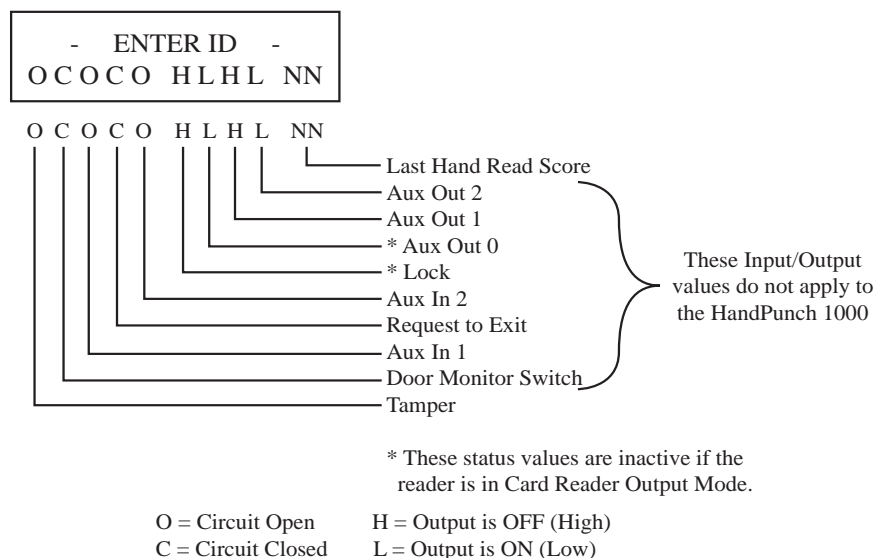 - ENTER ID -
O C O C O H L H L NN
O C O C O H L H L NN
Last Hand Read Score
Aux Out 2
Aux Out 1
* Aux Out 0
* Lock
Aux In 2
Request to Exit
Aux In 1
Door Monitor Switch
Tamper
These Input/Output
values do not apply to
the HandPunch 1000
* These status values are inactive if the
reader is in Card Reader Output Mode.
O = Circuit Open H = Output is OFF (High)
C = Circuit Closed L = Output is ON (Low)